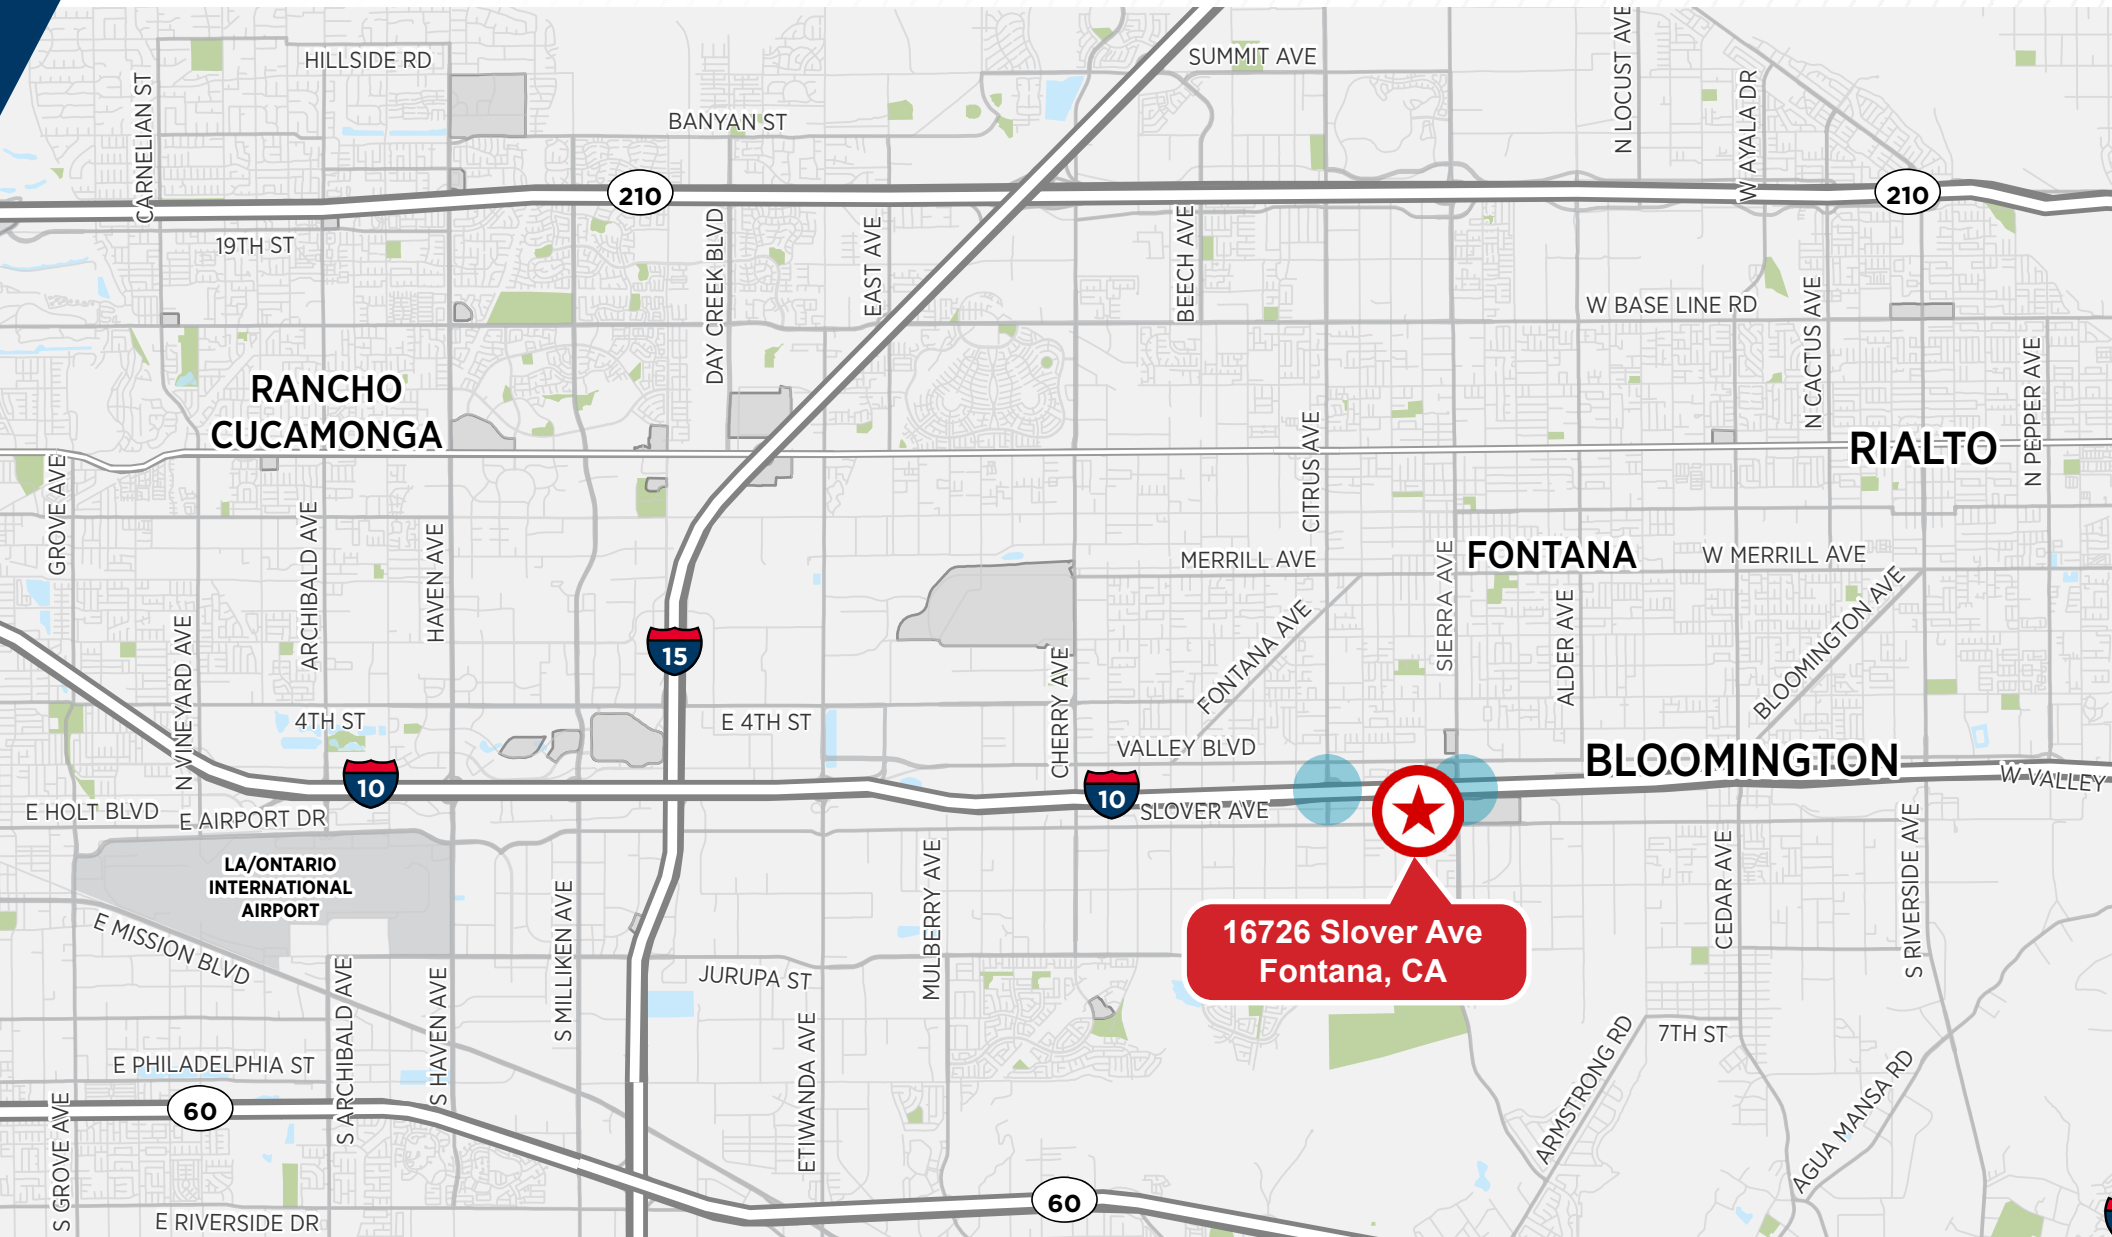 HILLSIDE RD
SUMMIT AVE
N LOCUST AVE
CARNELIAN ST
BANYAN ST
W AYALA DR
210
210
19TH ST
DAY CREEK BLVD
EAST AVE
BEECH AVE
W BASE LINE RD
N CACTUS AVE
N PEPPER AVE
RANCHO
CUCAMONGA
CITRUS AVE
RIALTO
GROVE AVE
ARCHIBALD AVE
HAVEN AVE
MERRILL AVE
SIERRA AVE
FONTANA
W MERRILL AVE
N VINEYARD AVE
15
FONTANA AVE
ALDER AVE
BLOOMINGTON AVE
CHERRY AVE
4TH ST
E 4TH ST
VALLEY BLVD
BLOOMINGTON
W VALLEY
10
10
E HOLT BLVD
E AIRPORT DR
SLOVER AVE
LA/ONTARIO
INTERNATIONAL
AIRPORT
MULBERRY AVE
CEDAR AVE
S RIVERSIDE AVE
E MISSION BLVD
S MILLIKEN AVE
16726 Slover Ave
Fontana, CA
JURUPA ST
S ARCHIBALD AVE
S HAVEN AVE
ETIWANDA AVE
ARMSTRONG RD
7TH ST
E PHILADELPHIA ST
AGUA MANSA RD
60
S GROVE AVE
60
E RIVERSIDE DR